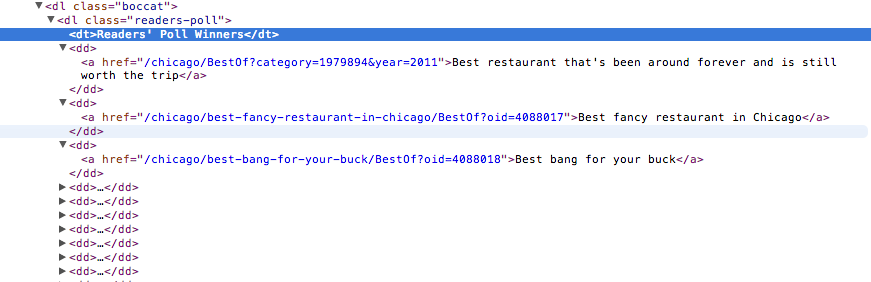 ▼<dl class="boccat">
▼<dl class="readers-poll">
<dt>Readers' Poll Winners</dt>
▼<dd>
<a href="/chicago/BestOf?category=1979894&year=2011">Best restaurant that's been around forever and is still
worth the trip</a>
</dd>
▼<dd>
<a href="/chicago/best-fancy-restaurant-in-chicago/BestOf?oid=4088017">Best fancy restaurant in Chicago</a>
</dd>
▼<dd>
<a href="/chicago/best-bang-for-your-buck/BestOf?oid=4088018">Best bang for your buck</a>
</dd>
▶<dd>…</dd>
▶<dd>…</dd>
▶<dd>…</dd>
▶<dd>…</dd>
▶<dd>…</dd>
▶<dd>…</dd>
▶<dd>…</dd>